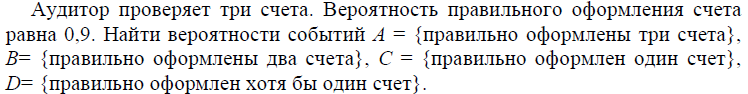 Аудитор проверяет три счета. Вероятность правильного оформления счета
равна 0,9. Найти вероятности событий A = {правильно оформлены три счета},
B= {правильно оформлены два счета}, C = {правильно оформлен один счет},
D= {правильно оформлен хотя бы один счет}.